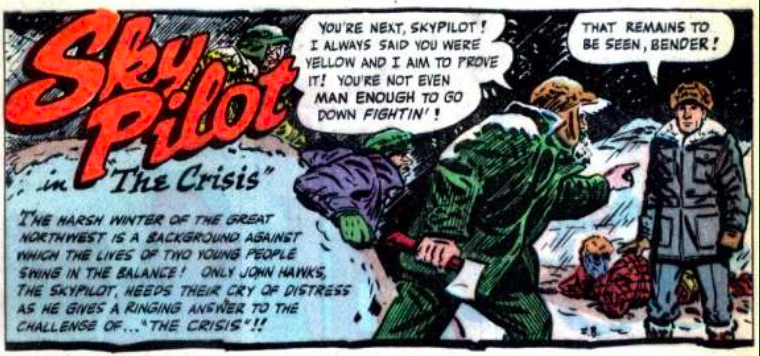 Sky
Pilot
in "The Crisis"
THE HARSH WINTER OF THE GREAT
NORTHWEST IS A BACKGROUND AGAINST
WHICH THE LIVES OF TWO YOUNG PEOPLE
SWING IN THE BALANCE! ONLY JOHN HAWKS,
THE SKYPILOT, HEEDS THEIR CRY OF DISTRESS
AS HE GIVES A RINGING ANSWER TO THE
CHALLENGE OF..."THE CRISIS"!!
YOU'RE NEXT, SKYPILOT!
I ALWAYS SAID YOU WERE
YELLOW AND I AIM TO PROVE
IT! YOU'RE NOT EVEN
MAN ENOUGH TO GO
DOWN FIGHTIN'!
THAT REMAINS TO
BE SEEN, BENDER!